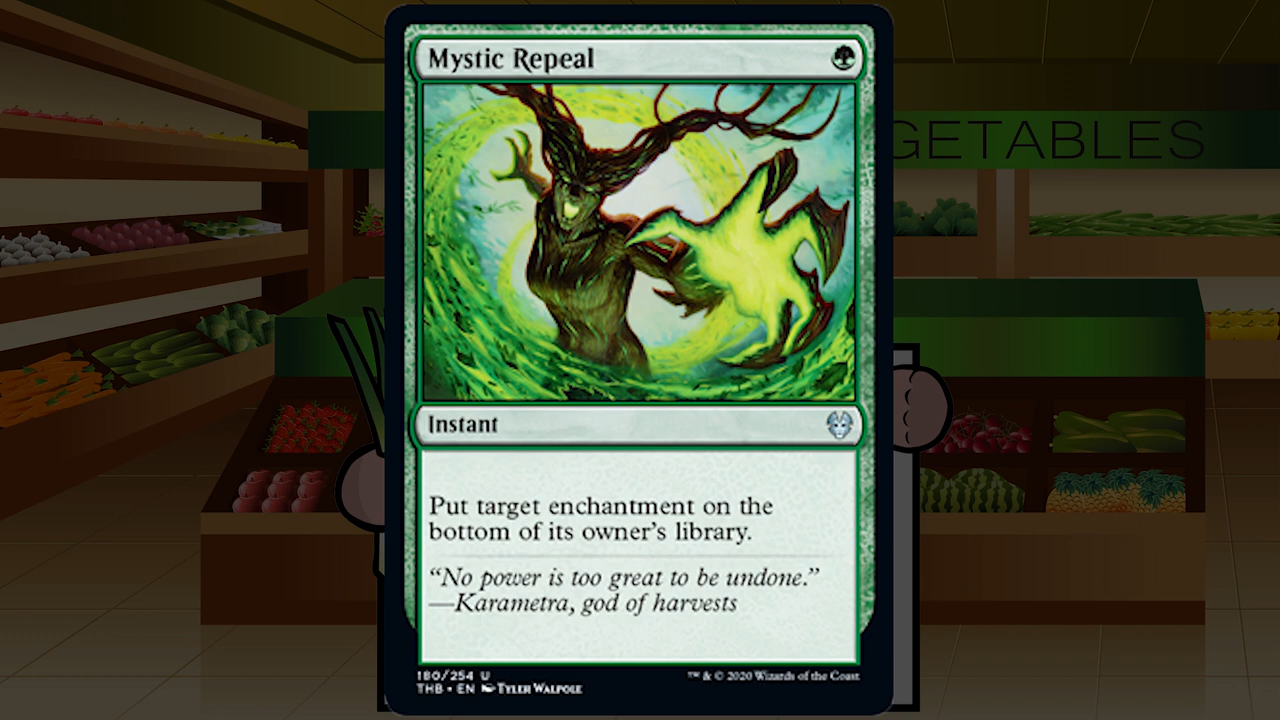 Mystic Repeal
GETABLES
Instant
Put target enchantment on the
bottom of its owner's library.
“No power is too great to be undone.”
—Karametra, god of harvests
180/254 U
™ & © 2020 Wizards of the Coast
THB • EN Tyler Walpole